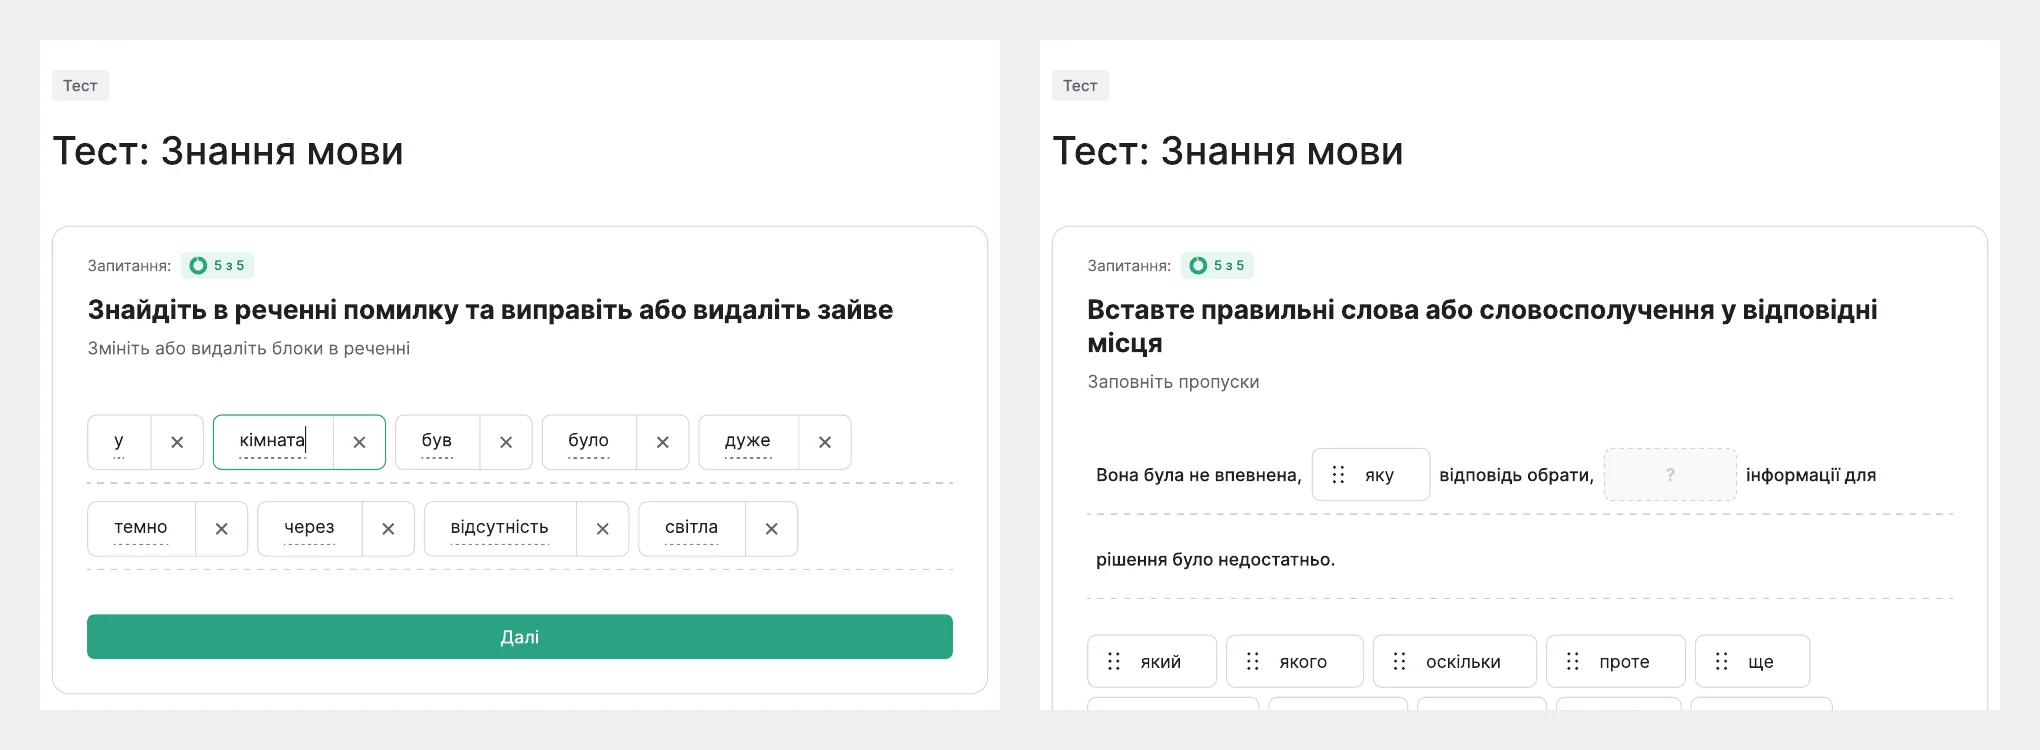 Тест
Тест: Знання мови
Запитання: 5 з 5
Знайдіть в реченні помилку та виправіть або видаліть зайве
Змініть або видаліть блоки в реченні
у × кімната × був × було × дуже ×
темно × через × відсутність × світла ×
Далі
Тест
Тест: Знання мови
Запитання: 5 з 5
Вставте правильні слова або словосполучення у відповідні
місця
Заповніть пропуски
Вона була не впевнена, яку відповідь обрати, ? інформації для
рішення було недостатньо.
який якого оскільки проте ще